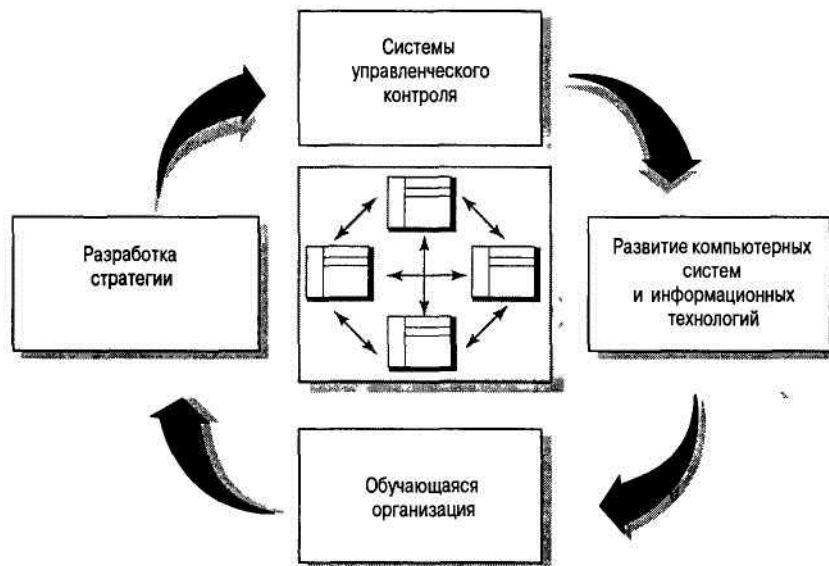 Системы
управленческого
контроля
Разработка
стратегии
Развитие компьютерных
систем
и информационных
технологий
Обучающаяся
организация